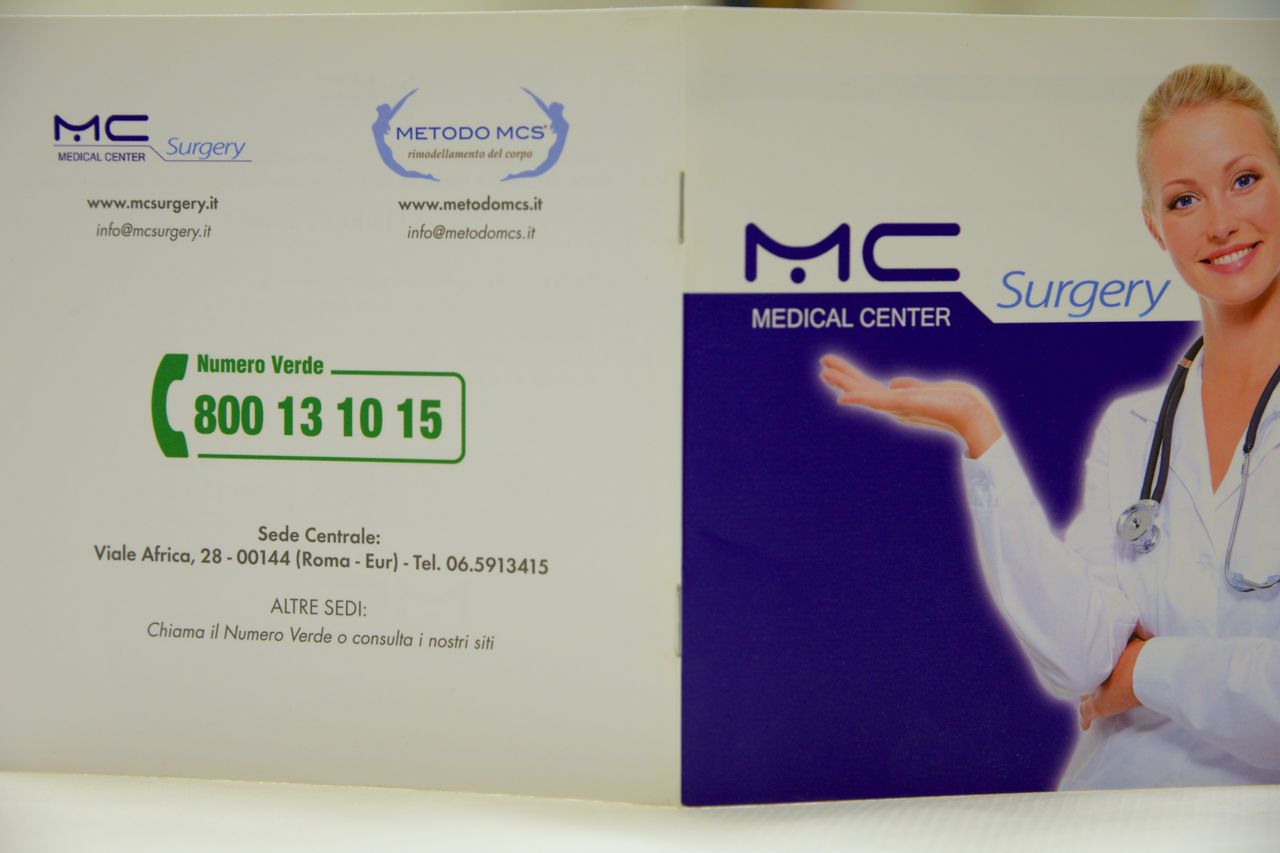 MC
MEDICAL CENTER Surgery
www.mcsurgery.it
info@mcsurgery.it
METODO MCS®
rimodellamento del corpo
www.metodomcs.it
info@metodomcs.it
Numero Verde
800 13 10 15
Sede Centrale:
Viale Africa, 28 - 00144 (Roma - Eur) - Tel. 06.5913415
ALTRE SEDI:
Chiama il Numero Verde o consulta i nostri siti
MC
Surgery
MEDICAL CENTER